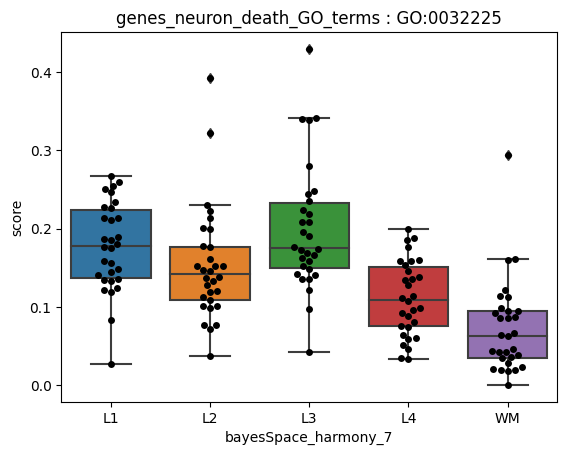 genes_neuron_death_GO_terms : GO:0032225
0.4
0.3
0.2
0.1
0.0
score
L1 L2 L3 L4 WM
bayesSpace_harmony_7